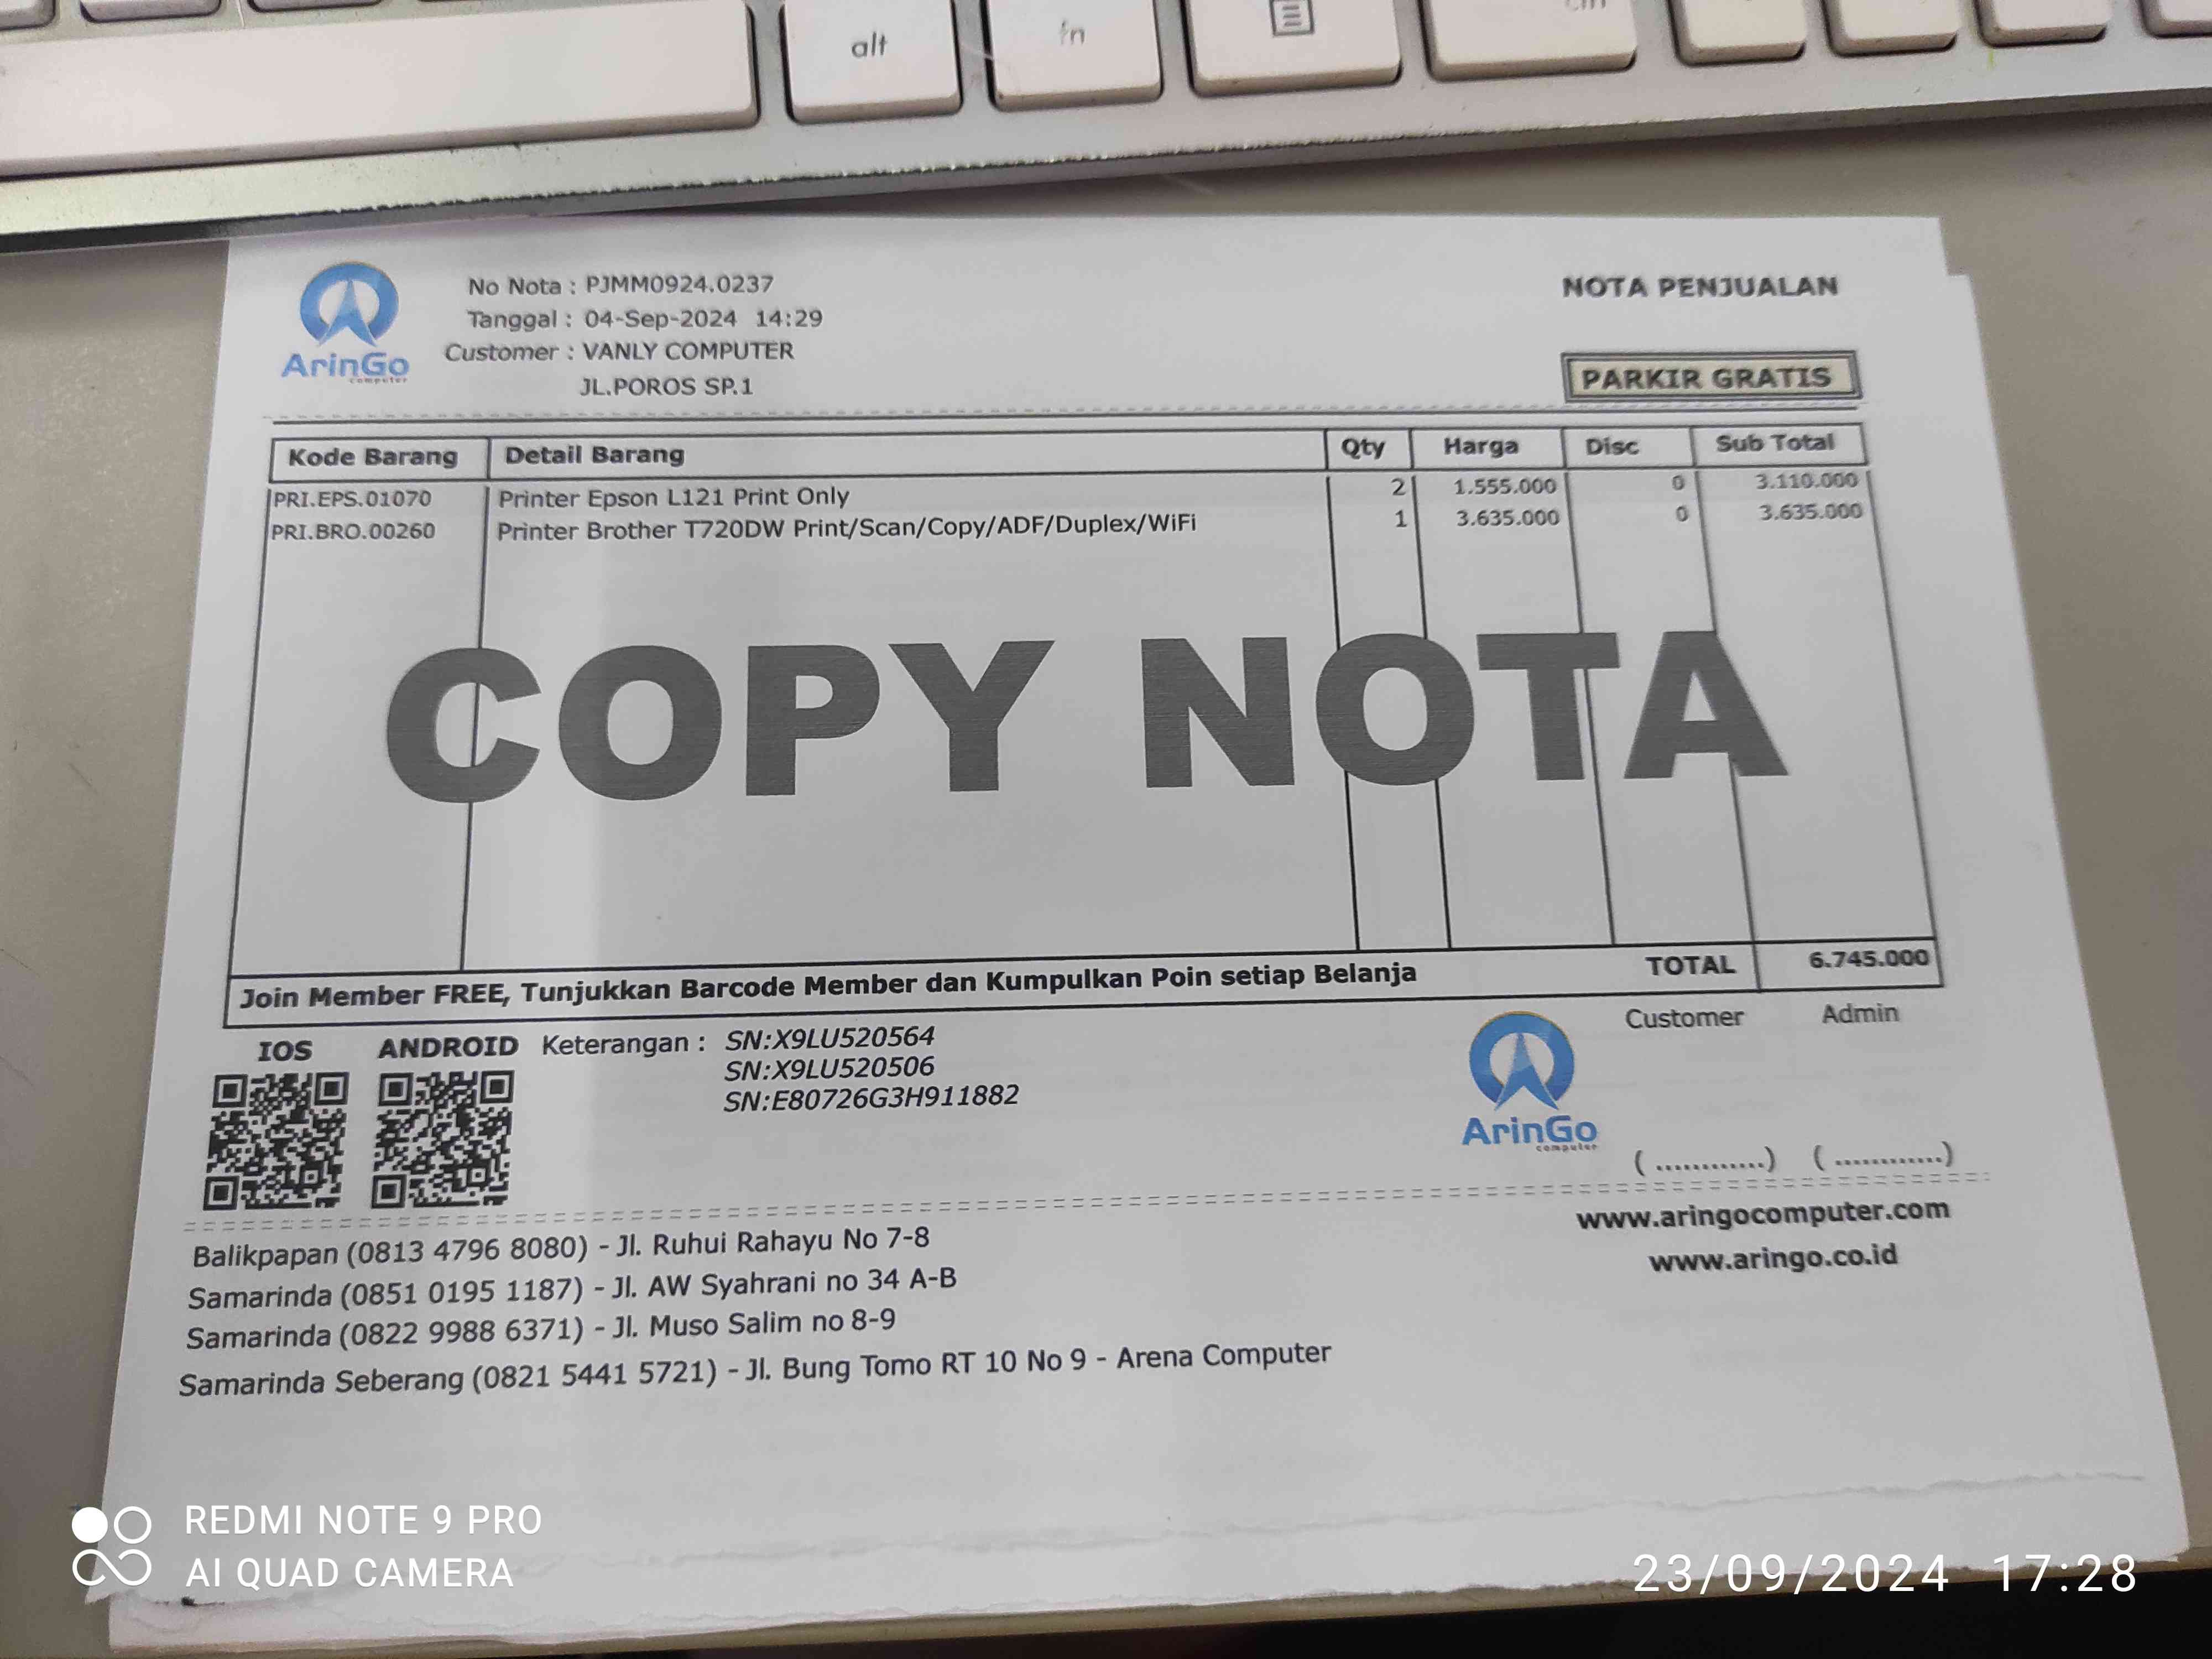 alt
fn
ArinGo
computer
No Nota : PJMM0924.0237
Tanggal : 04-Sep-2024 14:29
Customer : VANLY COMPUTER
JL.POROS SP.1
NOTA PENJUALAN
PARKIR GRATIS
Kode Barang Detail Barang Qty Harga Disc Sub Total
PRI.EPS.01070 Printer Epson L121 Print Only 2 1.555.000 0 3.110.000
PRI.BRO.00260 Printer Brother T720DW Print/Scan/Copy/ADF/Duplex/WiFi 1 3.635.000 0 3.635.000
COPY NOTA
Join Member FREE, Tunjukkan Barcode Member dan Kumpulkan Poin setiap Belanja TOTAL 6.745.000
IOS ANDROID Keterangan : SN:X9LU520564
SN:X9LU520506
SN:E80726G3H911882
ArinGo
computer
Customer Admin
(............) (............)
Balikpapan (0813 4796 8080) - Jl. Ruhui Rahayu No 7-8
Samarinda (0851 0195 1187) - Jl. AW Syahrani no 34 A-B
Samarinda (0822 9988 6371) - Jl. Muso Salim no 8-9
Samarinda Seberang (0821 5441 5721) - Jl. Bung Tomo RT 10 No 9 - Arena Computer
www.aringocomputer.com
www.aringo.co.id
REDMI NOTE 9 PRO
AI QUAD CAMERA
23/09/2024 17:28